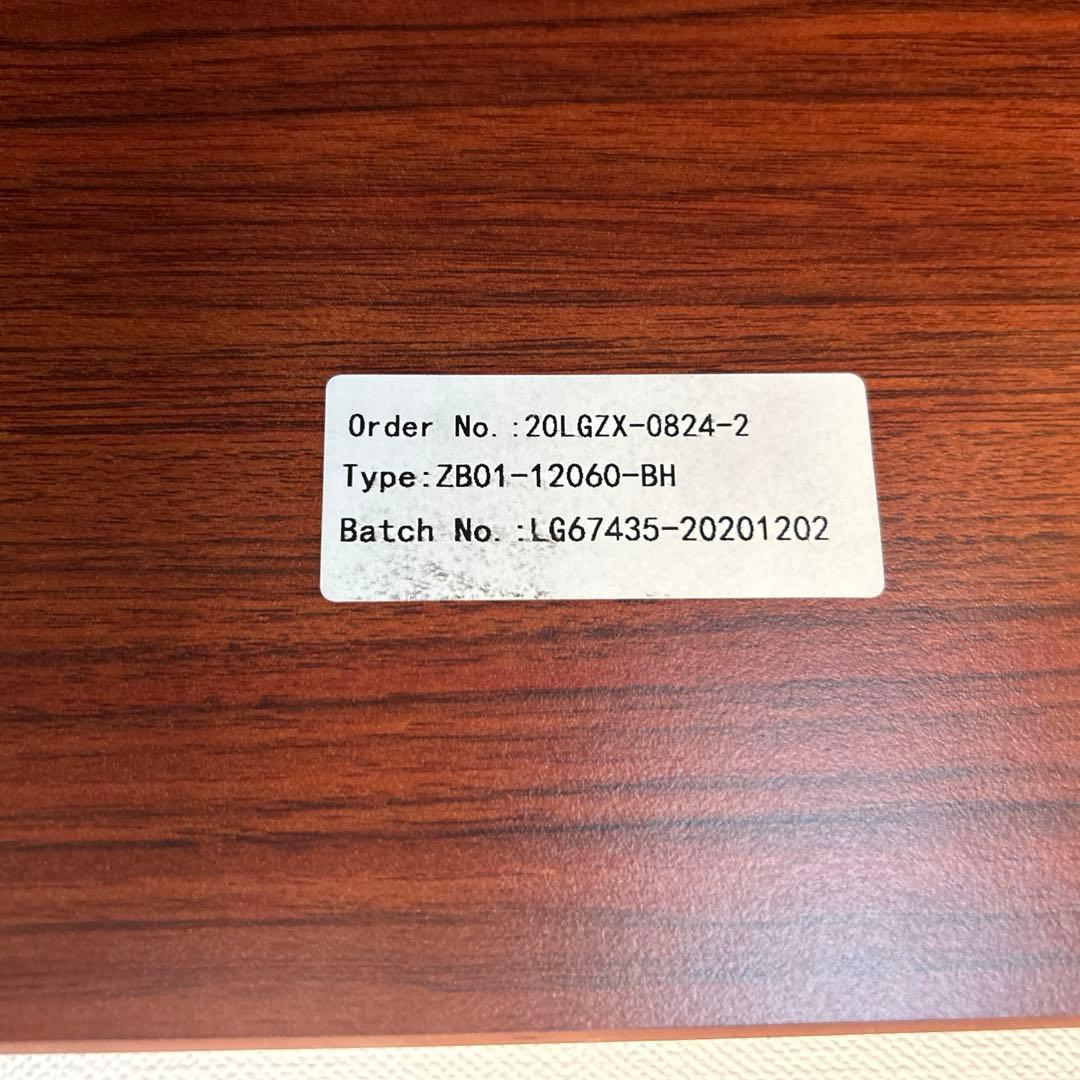 Order No.:20LGZX-0824-2
Type:ZB01-12060-BH
Batch No.:LG67435-20201202